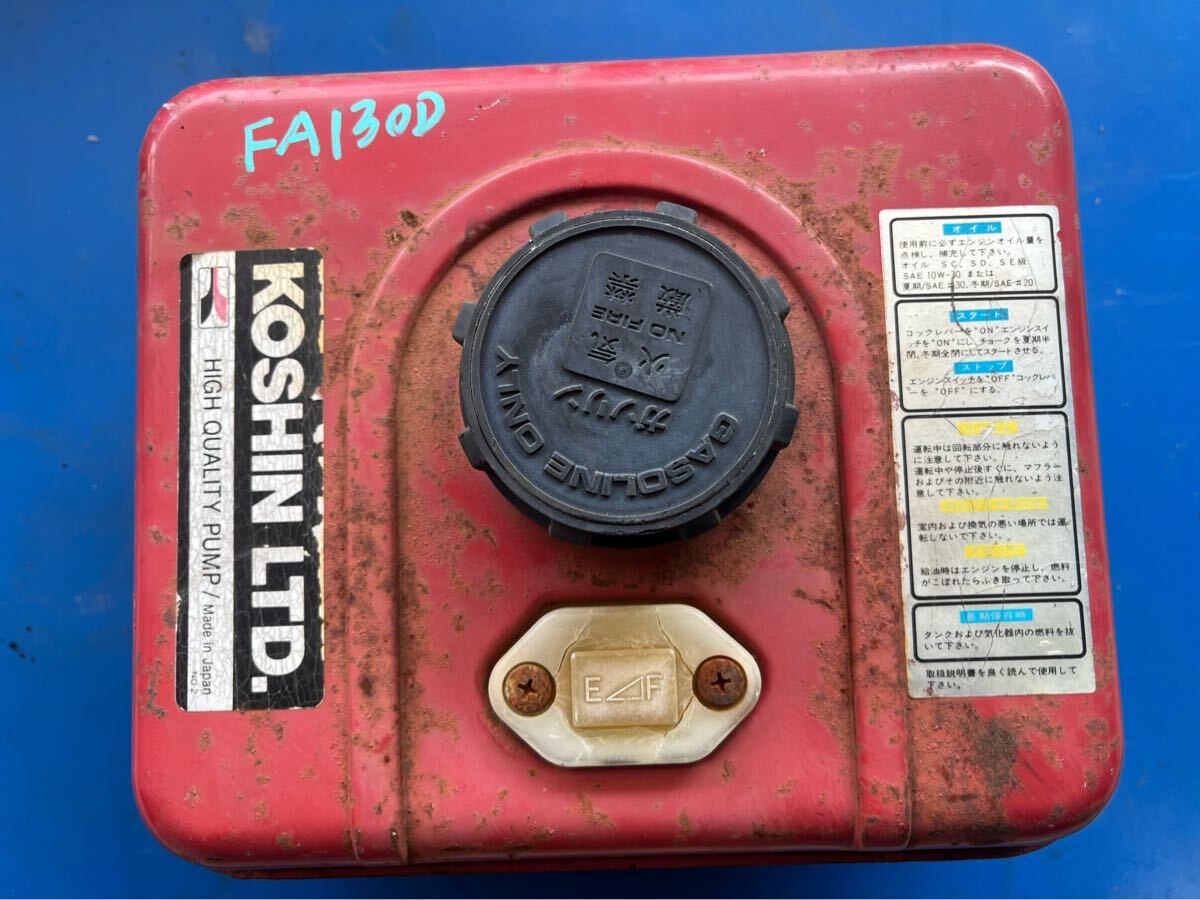 FA130D
KOSHIN LTD.
HIGH QUALITY PUMP/Made in Japan
NO 2
火気
厳禁
NO FIRE
ガソリン
GASOLINE ONLY
E F
オイル
使用前に必ずエンジンオイル量を
点検し、補充して下さい。
オイル SC、SD、SE級
SAE 10W-30 または
夏期/SAE #30、冬期/SAE #20
スタート
コックレバーを"ON"エンジンスイ
ッチを"ON"にし、チョークを夏期半
閉、冬期全閉にしてスタートさせる。
ストップ
エンジンスイッチを"OFF"コックレバ
ーを"OFF"にする。
運転中は回転部分に触れないよう
に注意して下さい。
運転中や停止後すぐに、マフラー
およびその附近に触れないよう注
意して下さい。
室内および換気の悪い場所では運
転しないで下さい。
給油時はエンジンを停止し、燃料
がこぼれたらふき取って下さい。
長期保存時
タンクおよび気化器内の燃料を抜
いて下さい。
取扱説明書を良く読んで使用して
下さい。